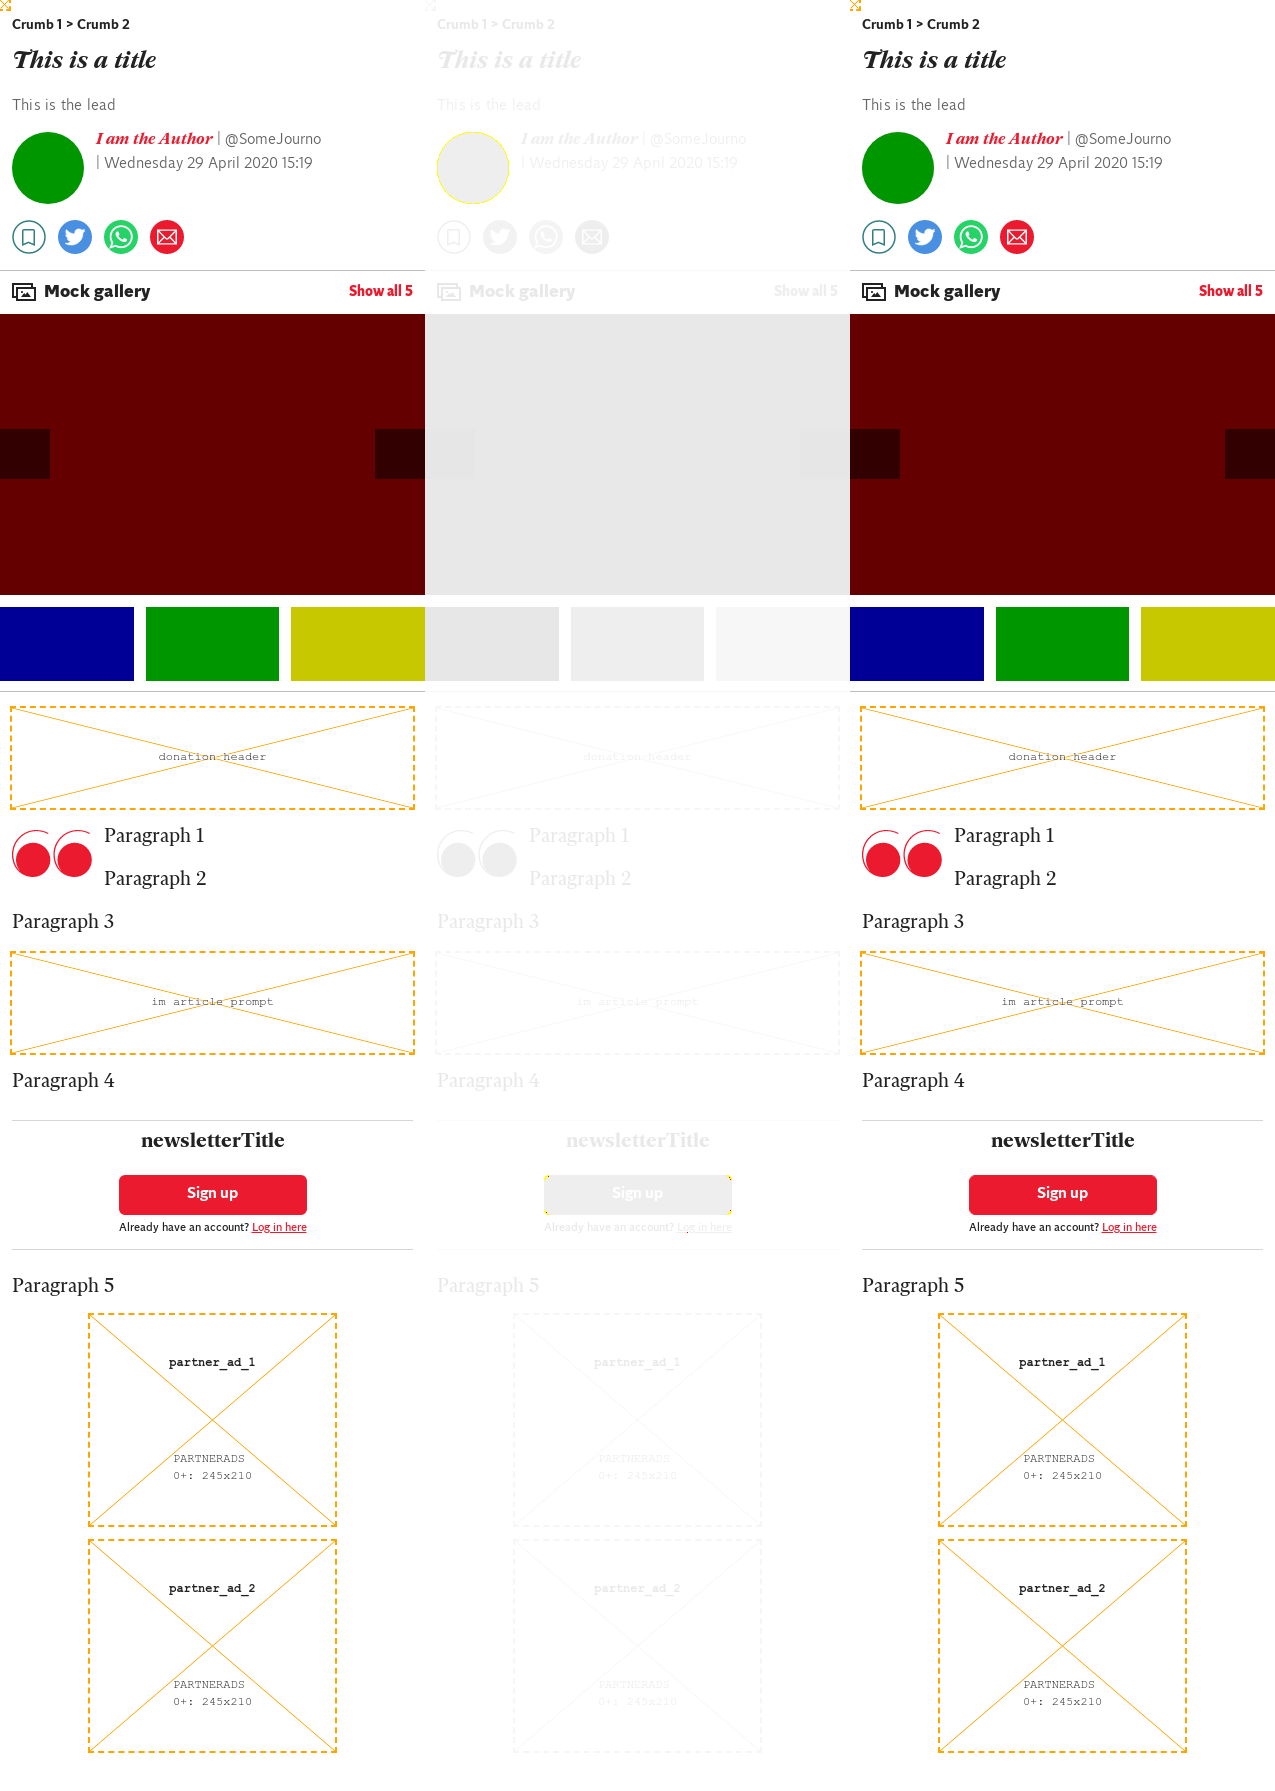 Crumb 1 > Crumb 2
This is a title
This is the lead
I am the Author | @SomeJourno
| Wednesday 29 April 2020 15:19
Mock gallery
Show all 5
donation header
Paragraph 1
Paragraph 2
Paragraph 3
im article prompt
Paragraph 4
newsletterTitle
Sign up
Already have an account? Log in here
Paragraph 5
partner_ad_1
PARTNERADS
0+: 245x210
partner_ad_2
PARTNERADS
0+: 245x210
Crumb 1 > Crumb 2
This is a title
This is the lead
I am the Author | @SomeJourno
| Wednesday 29 April 2020 15:19
Mock gallery
Show all 5
donation header
Paragraph 1
Paragraph 2
Paragraph 3
im article prompt
Paragraph 4
newsletterTitle
Sign up
Already have an account? Log in here
Paragraph 5
partner_ad_1
PARTNERADS
0+: 245x210
partner_ad_2
PARTNERADS
0+: 245x210
Crumb 1 > Crumb 2
This is a title
This is the lead
I am the Author | @SomeJourno
| Wednesday 29 April 2020 15:19
Mock gallery
Show all 5
donation header
Paragraph 1
Paragraph 2
Paragraph 3
im article prompt
Paragraph 4
newsletterTitle
Sign up
Already have an account? Log in here
Paragraph 5
partner_ad_1
PARTNERADS
0+: 245x210
partner_ad_2
PARTNERADS
0+: 245x210